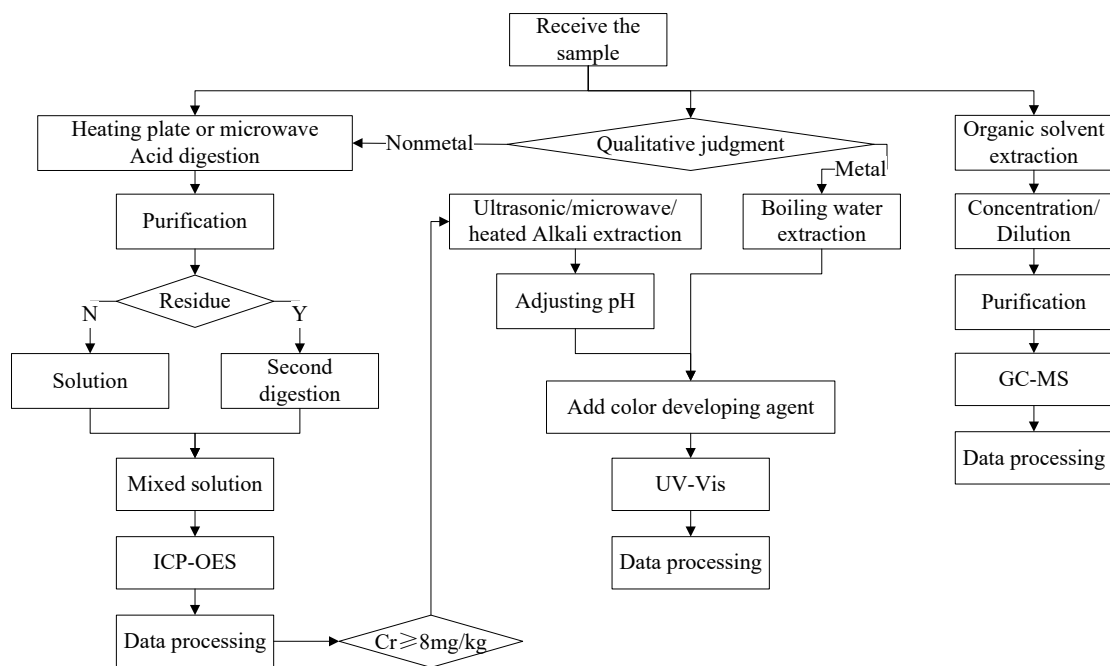 Receive the
sample
Heating plate or microwave
Acid digestion
Nonmetal
Qualitative judgment
Metal
Organic solvent
extraction
Purification
Ultrasonic/microwave/
heated Alkali extraction
Boiling water
extraction
Concentration/
Dilution
Residue
N
Y
Adjusting pH
Purification
Solution
Second
digestion
Add color developing agent
GC-MS
Mixed solution
UV-Vis
Data processing
ICP-OES
Data processing
Data processing
Cr≥8mg/kg